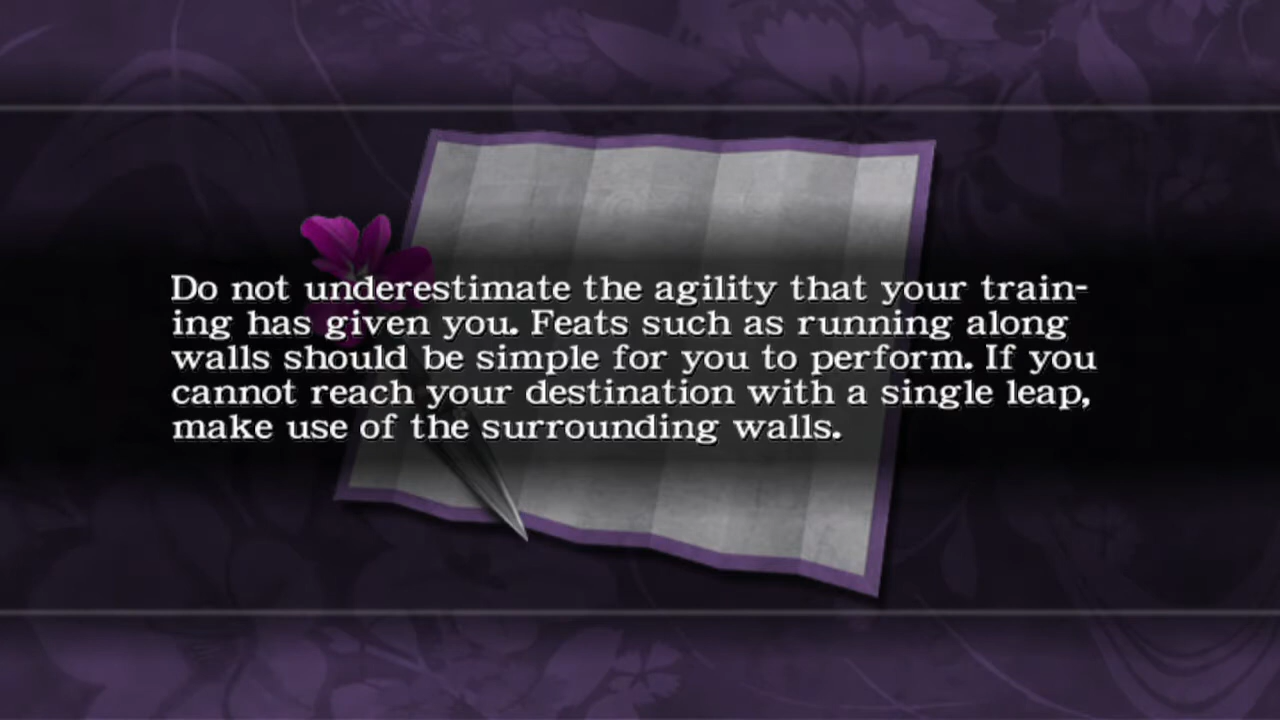 Do not underestimate the agility that your train-
ing has given you. Feats such as running along
walls should be simple for you to perform. If you
cannot reach your destination with a single leap,
make use of the surrounding walls.